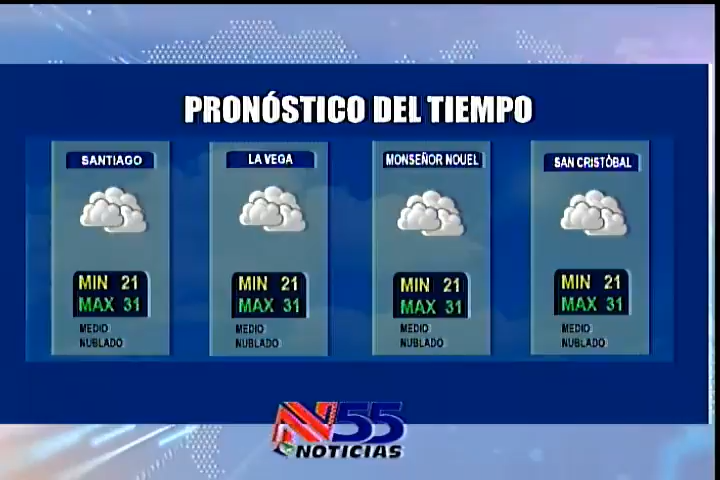 PRONÓSTICO DEL TIEMPO
SANTIAGO
MIN 21
MAX 31
MEDIO
NUBLADO
LA VEGA
MIN 21
MAX 31
MEDIO
NUBLADO
MONSEÑOR NOUEL
MIN 21
MAX 31
MEDIO
NUBLADO
SAN CRISTÒBAL
MIN 21
MAX 31
MEDIO
NUBLADO
N55
NOTICIAS